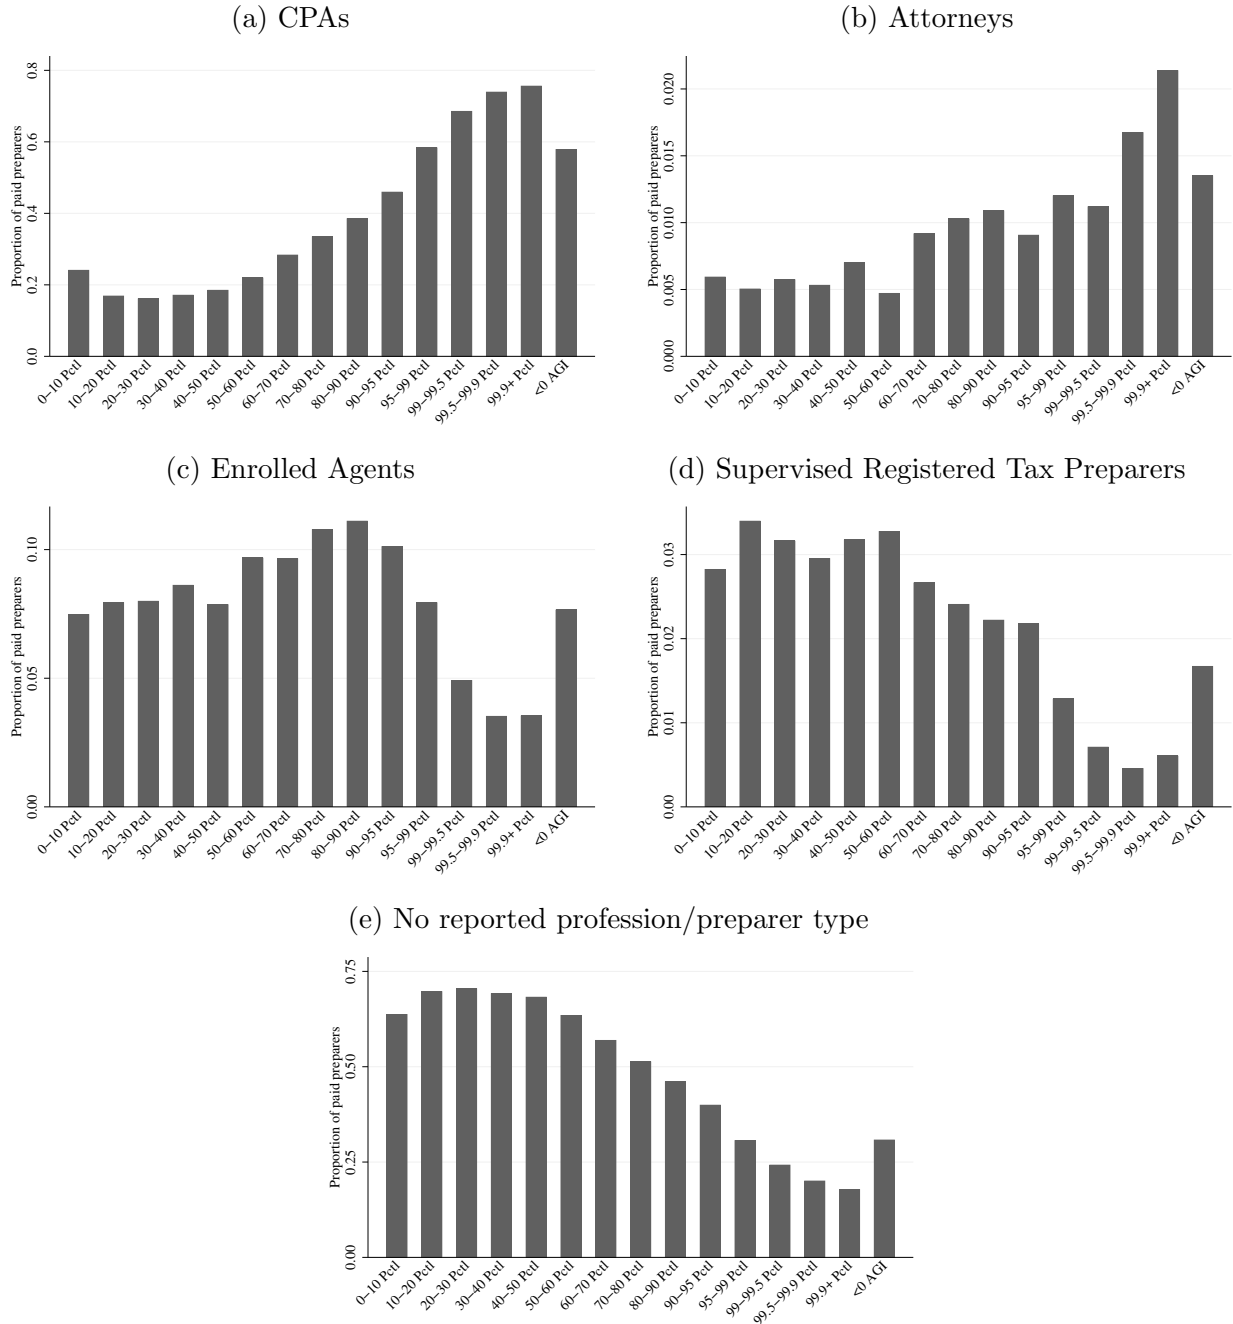 (a) CPAs
Proportion of paid preparers
0.8
0.6
0.4
0.2
0.0
0–10 Pctl
10–20 Pctl
20–30 Pctl
30–40 Pctl
40–50 Pctl
50–60 Pctl
60–70 Pctl
70–80 Pctl
80–90 Pctl
90–95 Pctl
95–99 Pctl
99–99.5 Pctl
99.5–99.9 Pctl
99.9+ Pctl
<0 AGI
(b) Attorneys
Proportion of paid preparers
0.020
0.015
0.010
0.005
0.000
0–10 Pctl
10–20 Pctl
20–30 Pctl
30–40 Pctl
40–50 Pctl
50–60 Pctl
60–70 Pctl
70–80 Pctl
80–90 Pctl
90–95 Pctl
95–99 Pctl
99–99.5 Pctl
99.5–99.9 Pctl
99.9+ Pctl
<0 AGI
(c) Enrolled Agents
Proportion of paid preparers
0.10
0.05
0.00
0–10 Pctl
10–20 Pctl
20–30 Pctl
30–40 Pctl
40–50 Pctl
50–60 Pctl
60–70 Pctl
70–80 Pctl
80–90 Pctl
90–95 Pctl
95–99 Pctl
99–99.5 Pctl
99.5–99.9 Pctl
99.9+ Pctl
<0 AGI
(d) Supervised Registered Tax Preparers
Proportion of paid preparers
0.03
0.02
0.01
0.00
0–10 Pctl
10–20 Pctl
20–30 Pctl
30–40 Pctl
40–50 Pctl
50–60 Pctl
60–70 Pctl
70–80 Pctl
80–90 Pctl
90–95 Pctl
95–99 Pctl
99–99.5 Pctl
99.5–99.9 Pctl
99.9+ Pctl
<0 AGI
(e) No reported profession/preparer type
Proportion of paid preparers
0.75
0.50
0.25
0.00
0–10 Pctl
10–20 Pctl
20–30 Pctl
30–40 Pctl
40–50 Pctl
50–60 Pctl
60–70 Pctl
70–80 Pctl
80–90 Pctl
90–95 Pctl
95–99 Pctl
99–99.5 Pctl
99.5–99.9 Pctl
99.9+ Pctl
<0 AGI